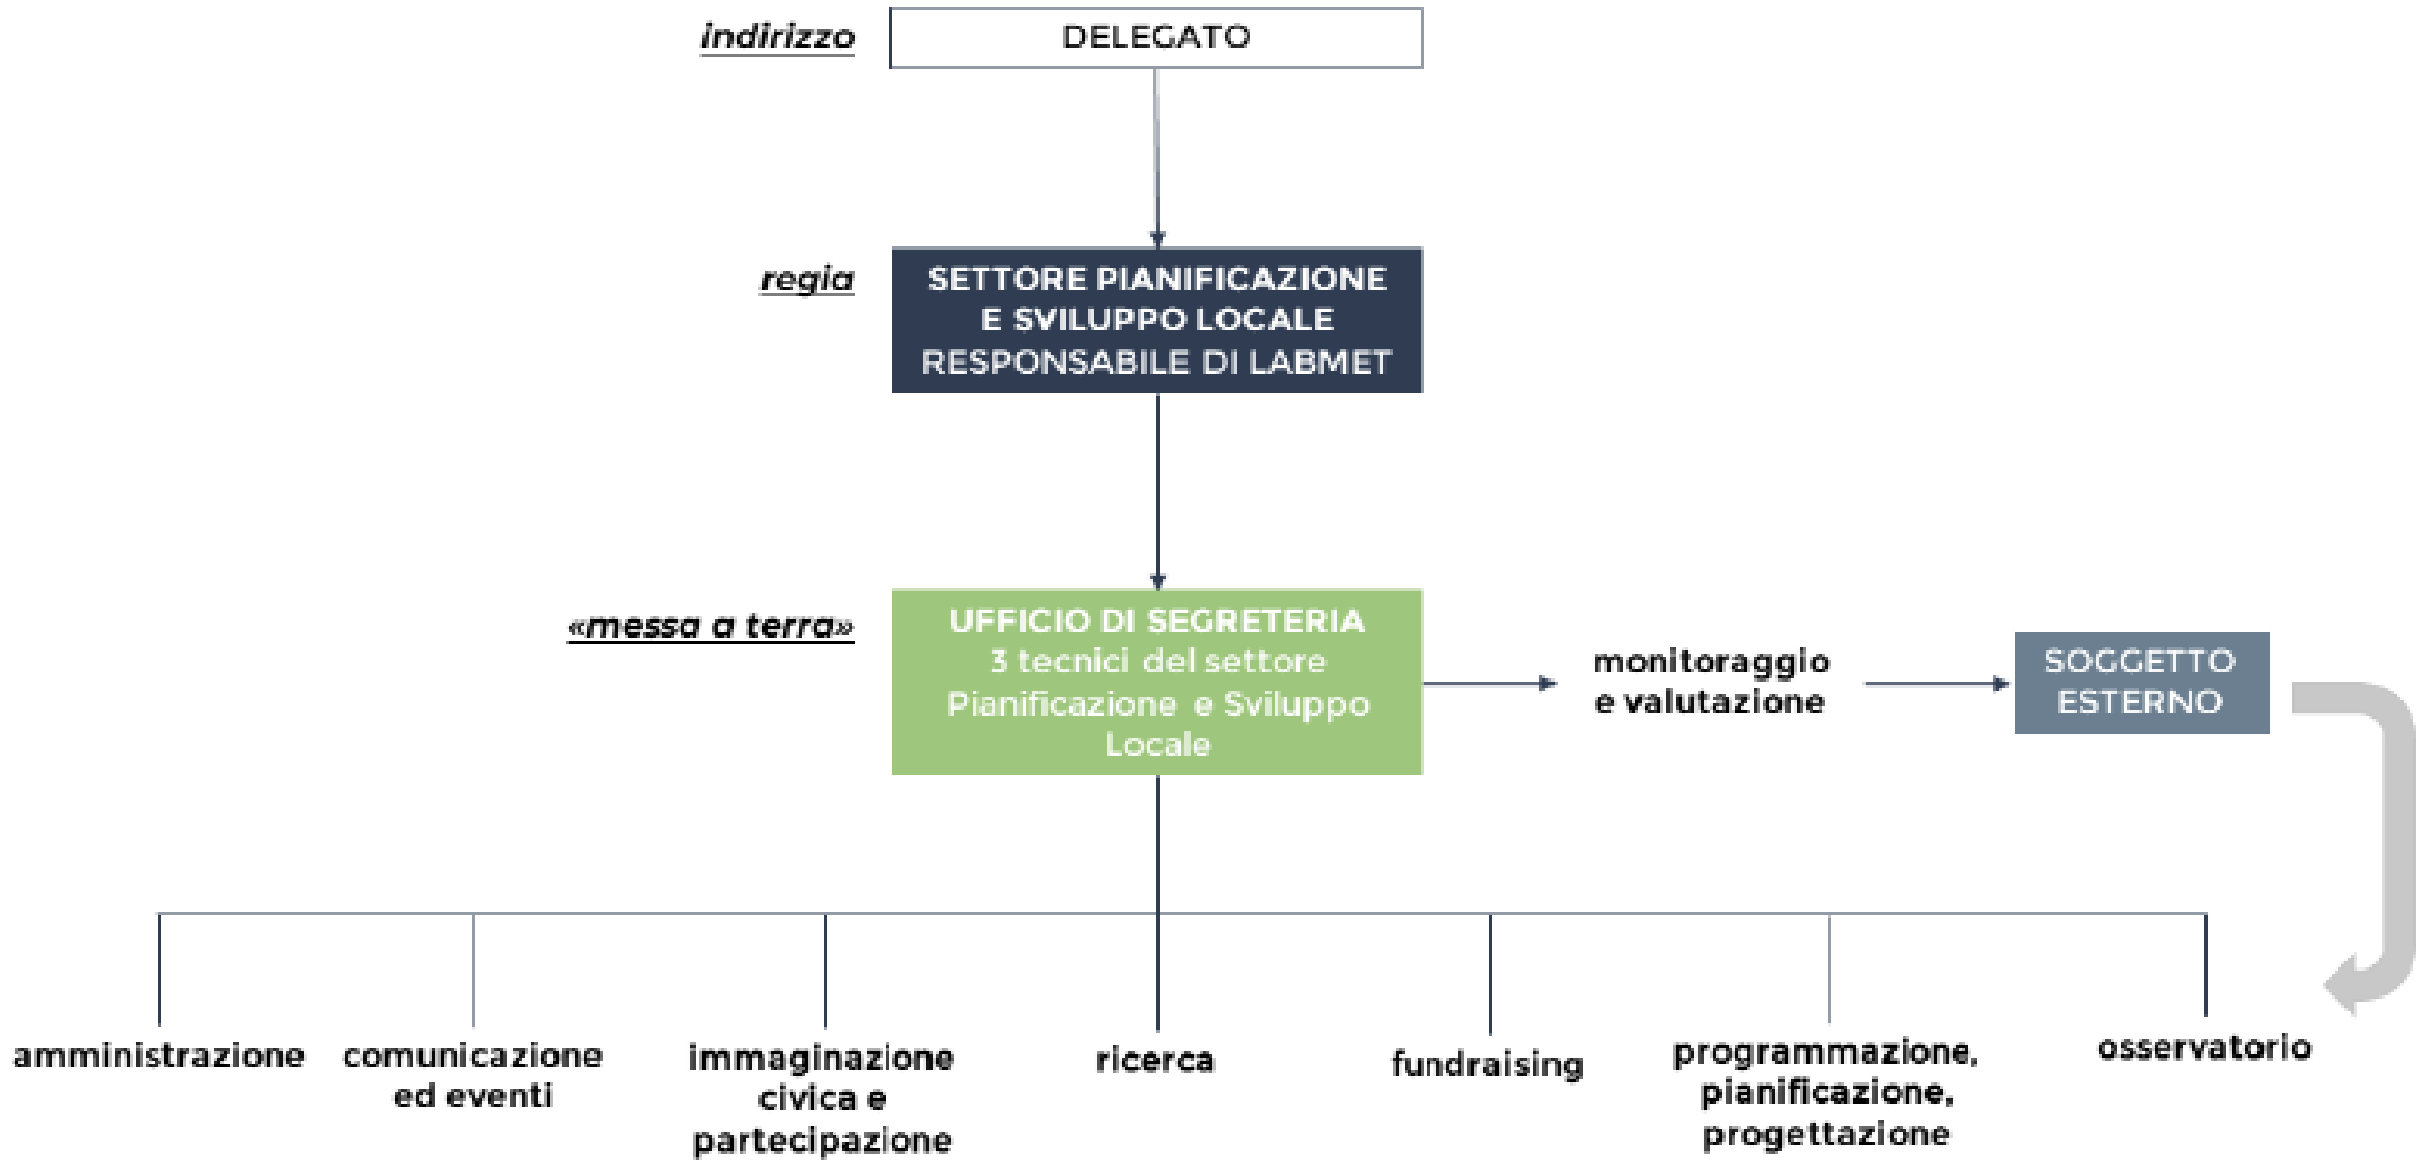 indirizzo
DELEGATO
regia
SETTORE PIANIFICAZIONE
E SVILUPPO LOCALE
RESPONSABILE DI LABMET
«messa a terra»
UFFICIO DI SEGRETERIA
3 tecnici del settore
Pianificazione e Sviluppo
Locale
monitoraggio
e valutazione
SOGGETTO
ESTERNO
amministrazione
comunicazione
ed eventi
immaginazione
civica e
partecipazione
ricerca
fundraising
programmazione,
pianificazione,
progettazione
osservatorio